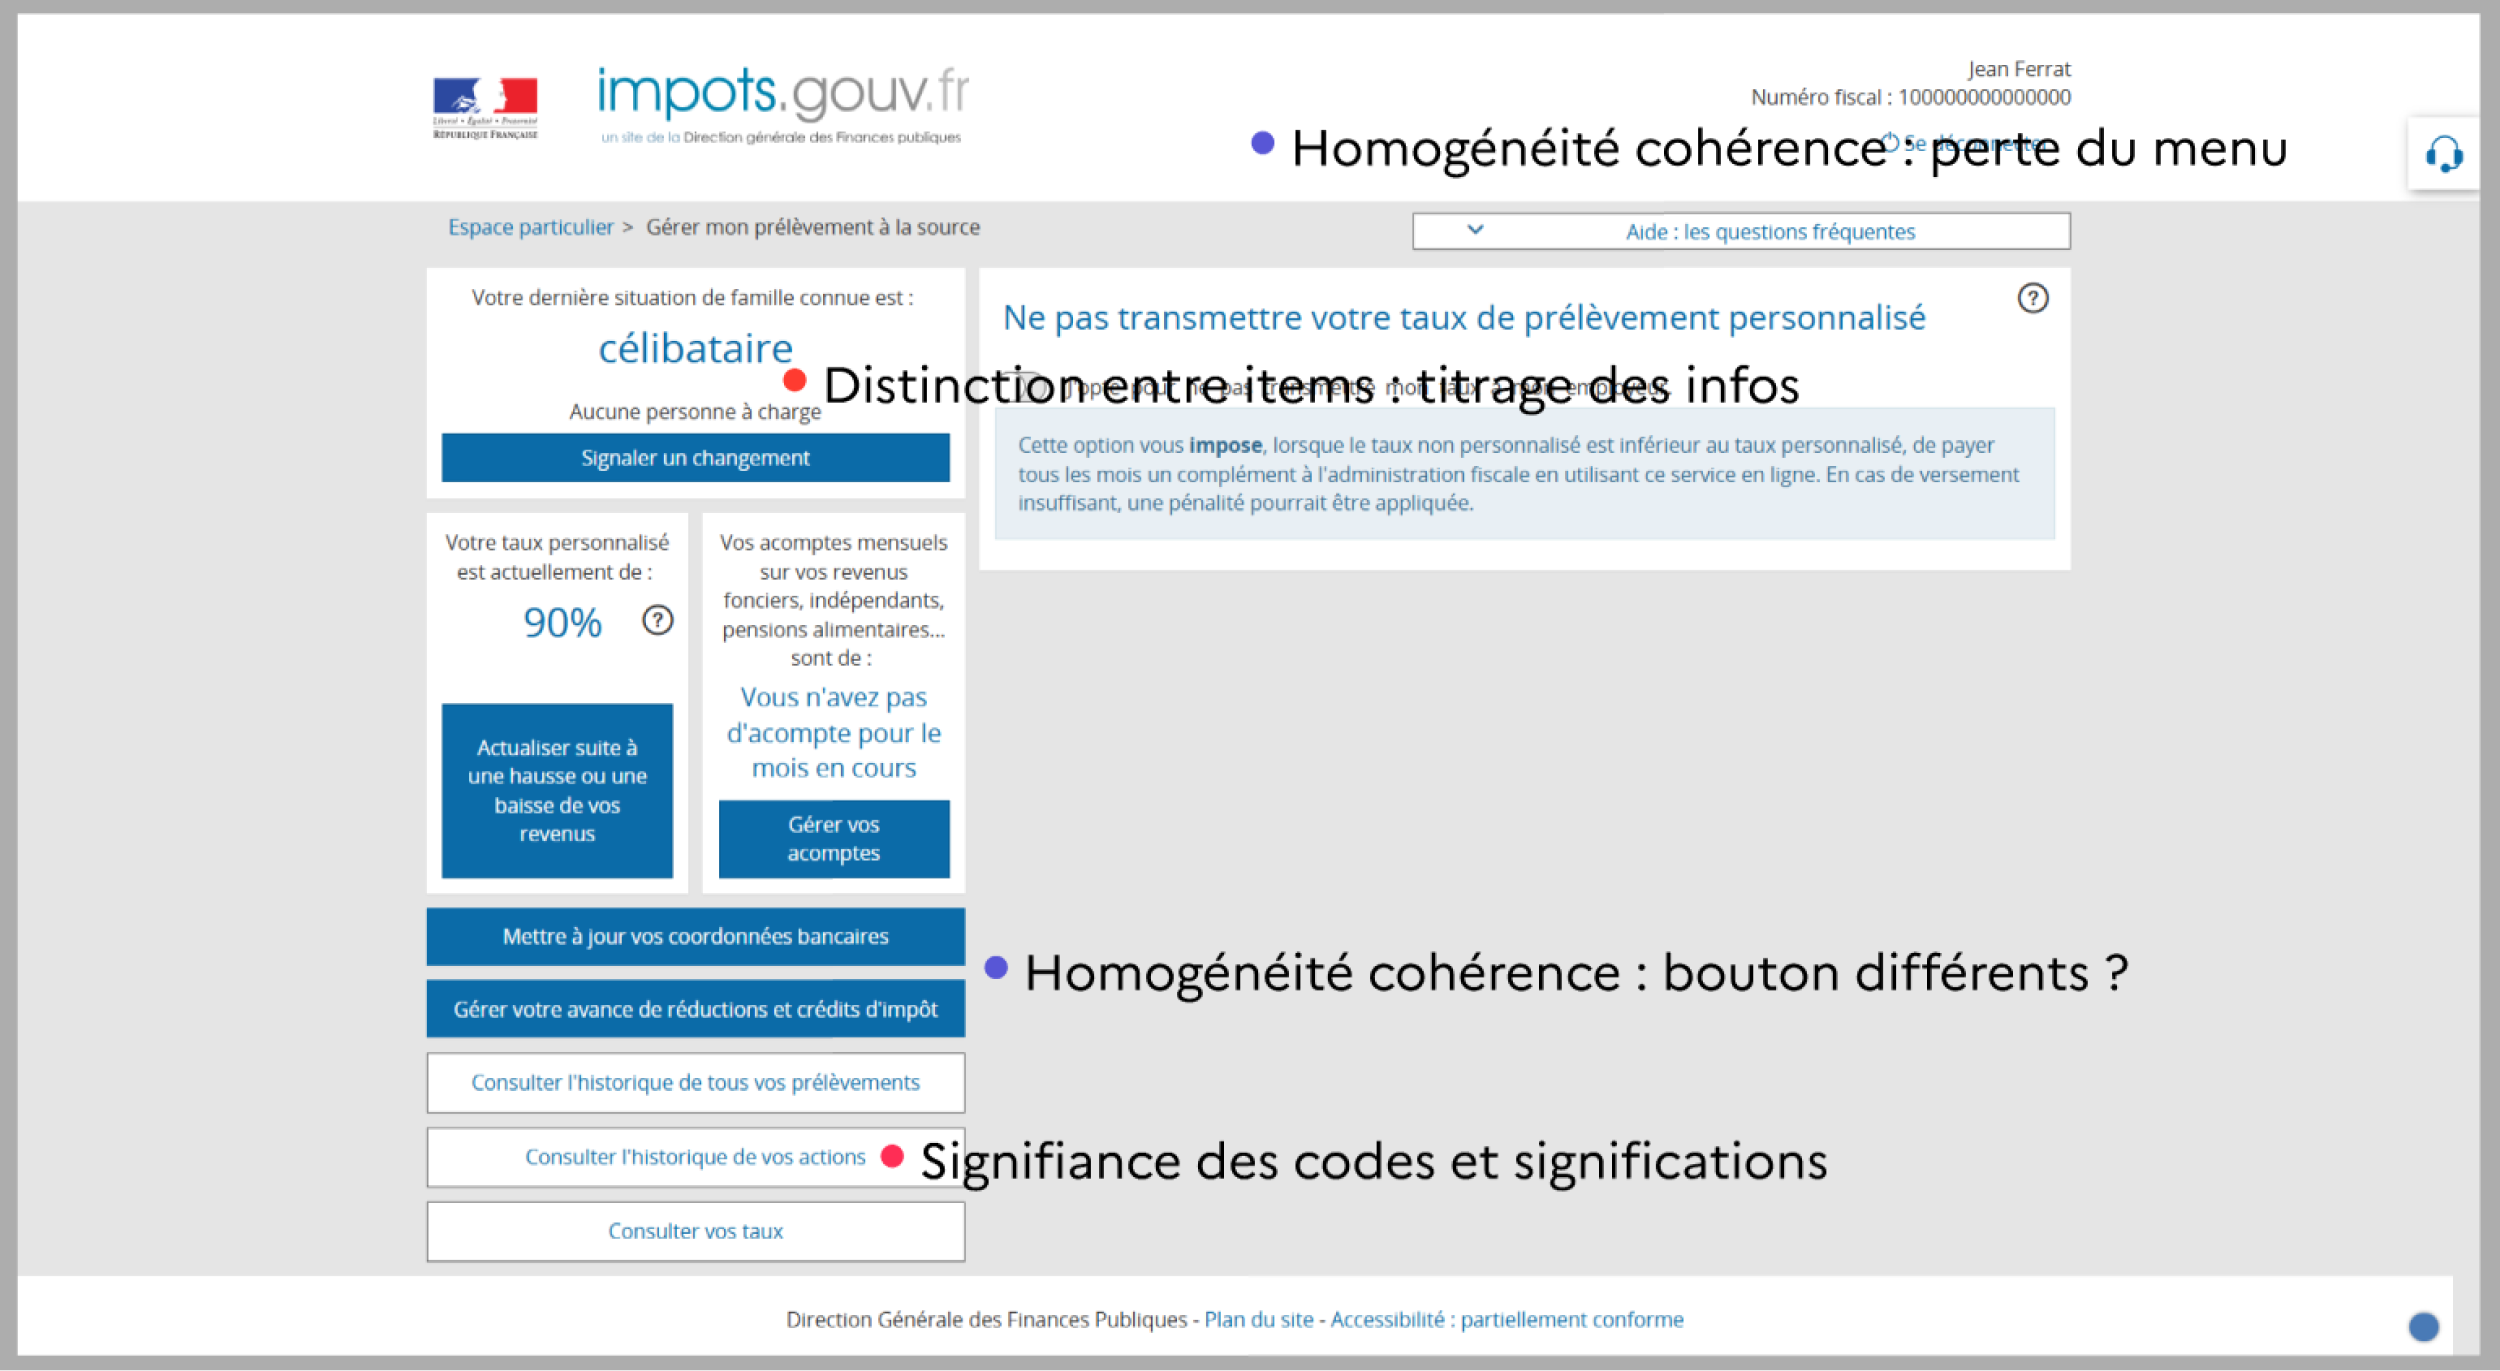 Liberté • Égalité • Fraternité
RÉPUBLIQUE FRANÇAISE
impots.gouv.fr
un site de la Direction générale des Finances publiques
Jean Ferrat
Numéro fiscal : 100000000000000
Se déconnecter
Homogénéité cohérence : perte du menu
Espace particulier > Gérer mon prélèvement à la source
Aide : les questions fréquentes
Votre dernière situation de famille connue est :
célibataire
Aucune personne à charge
Signaler un changement
Ne pas transmettre votre taux de prélèvement personnalisé
?
Distinction entre items : titrage des infos
J'opte pour ne pas transmettre mon taux à mon employeur.
Cette option vous impose, lorsque le taux non personnalisé est inférieur au taux personnalisé, de payer
tous les mois un complément à l'administration fiscale en utilisant ce service en ligne. En cas de versement
insuffisant, une pénalité pourrait être appliquée.
Votre taux personnalisé
est actuellement de :
90% ?
Actualiser suite à
une hausse ou une
baisse de vos
revenus
Vos acomptes mensuels
sur vos revenus
fonciers, indépendants,
pensions alimentaires...
sont de :
Vous n'avez pas
d'acompte pour le
mois en cours
Gérer vos
acomptes
Mettre à jour vos coordonnées bancaires
Homogénéité cohérence : bouton différents ?
Gérer votre avance de réductions et crédits d'impôt
Consulter l'historique de tous vos prélèvements
Consulter l'historique de vos actions
Signifiance des codes et significations
Consulter vos taux
Direction Générale des Finances Publiques - Plan du site - Accessibilité : partiellement conforme